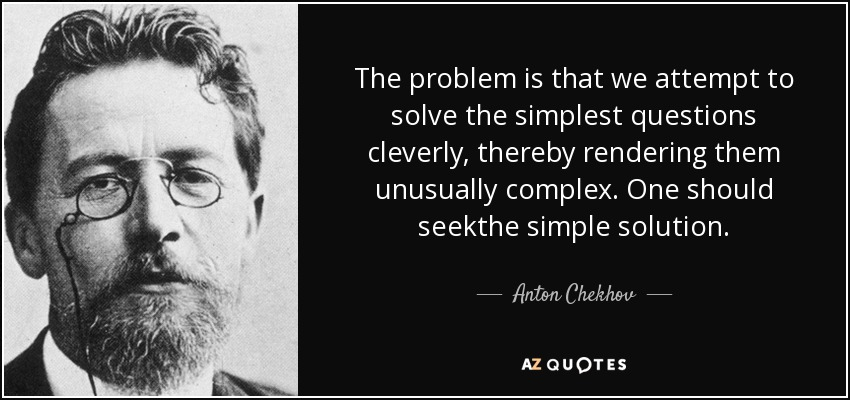 The problem is that we attempt to
solve the simplest questions
cleverly, thereby rendering them
unusually complex. One should
seekthe simple solution.
Anton Chekhov
AZ QUOTES